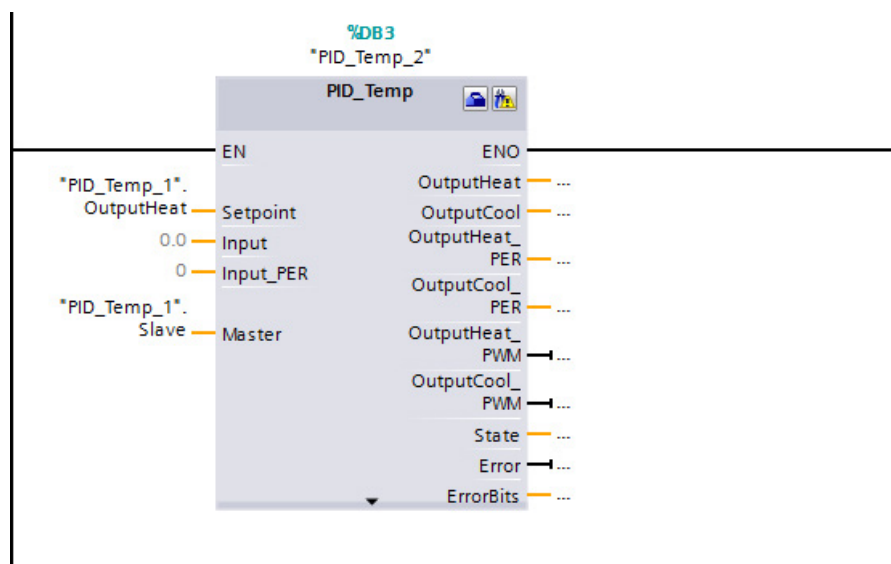 %DB3
"PID_Temp_2"
PID_Temp
EN
ENO
"PID_Temp_1".
OutputHeat
Setpoint
OutputHeat
...
0.0
Input
OutputCool
...
0
Input_PER
OutputHeat_
PER
...
OutputCool_
PER
...
"PID_Temp_1".
Slave
Master
OutputHeat_
PWM
...
OutputCool_
PWM
...
State
...
Error
...
ErrorBits
...